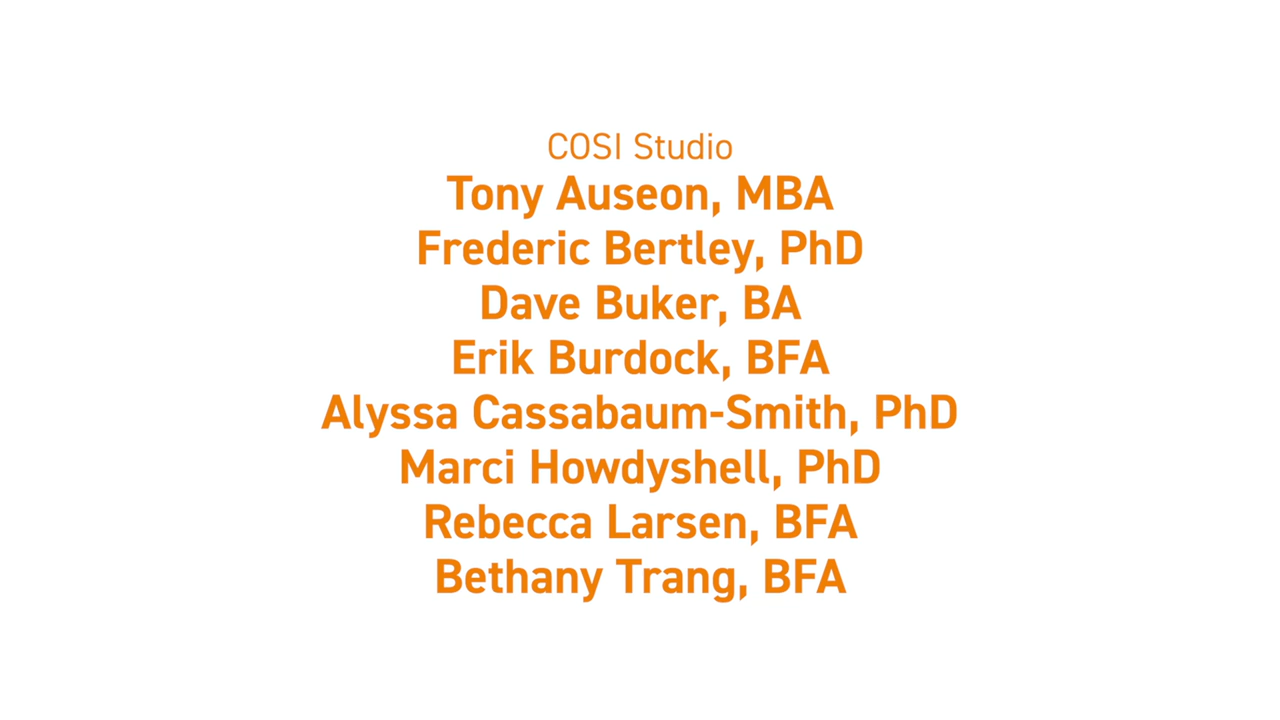 COSI Studio
Tony Auseon, MBA
Frederic Bertley, PhD
Dave Buker, BA
Erik Burdock, BFA
Alyssa Cassabaum-Smith, PhD
Marci Howdyshell, PhD
Rebecca Larsen, BFA
Bethany Trang, BFA